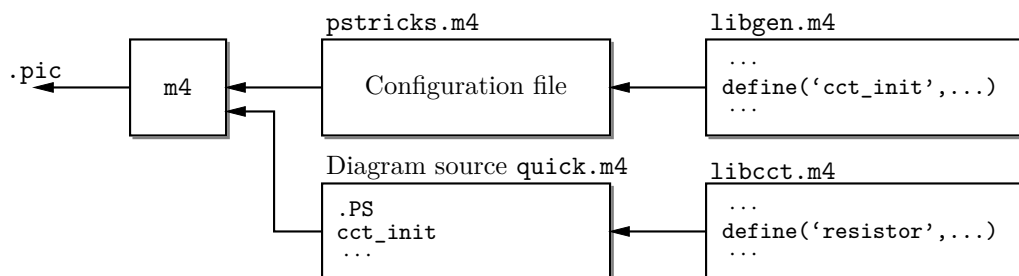 pstricks.m4
libgen.m4
.pic
m4
Configuration file
...
define(‘cct_init’,...)
...
Diagram source quick.m4
libcct.m4
.PS
cct_init
...
...
define(‘resistor’,...)
...